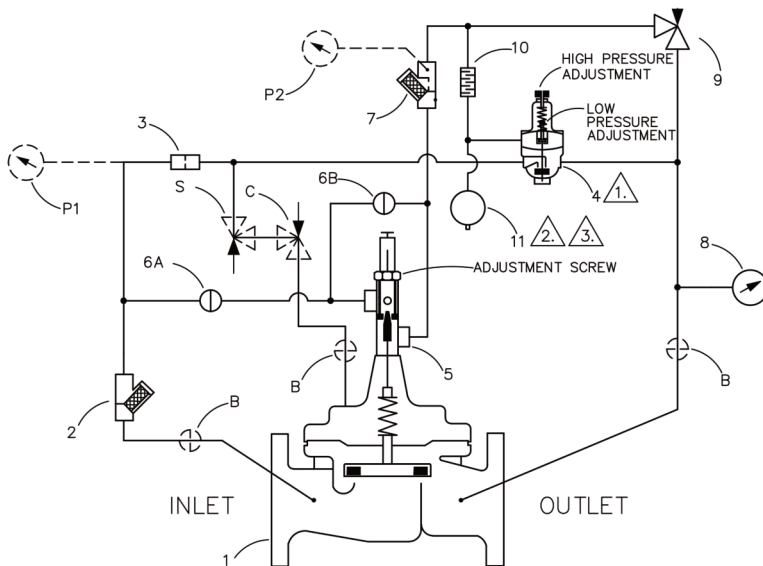 10
HIGH PRESSURE
ADJUSTMENT
9
P2
7
LOW
PRESSURE
ADJUSTMENT
3
P1
S
C
6B
4
1.
11
2.
3.
8
6A
ADJUSTMENT SCREW
B
5
B
2
B
INLET
OUTLET
1